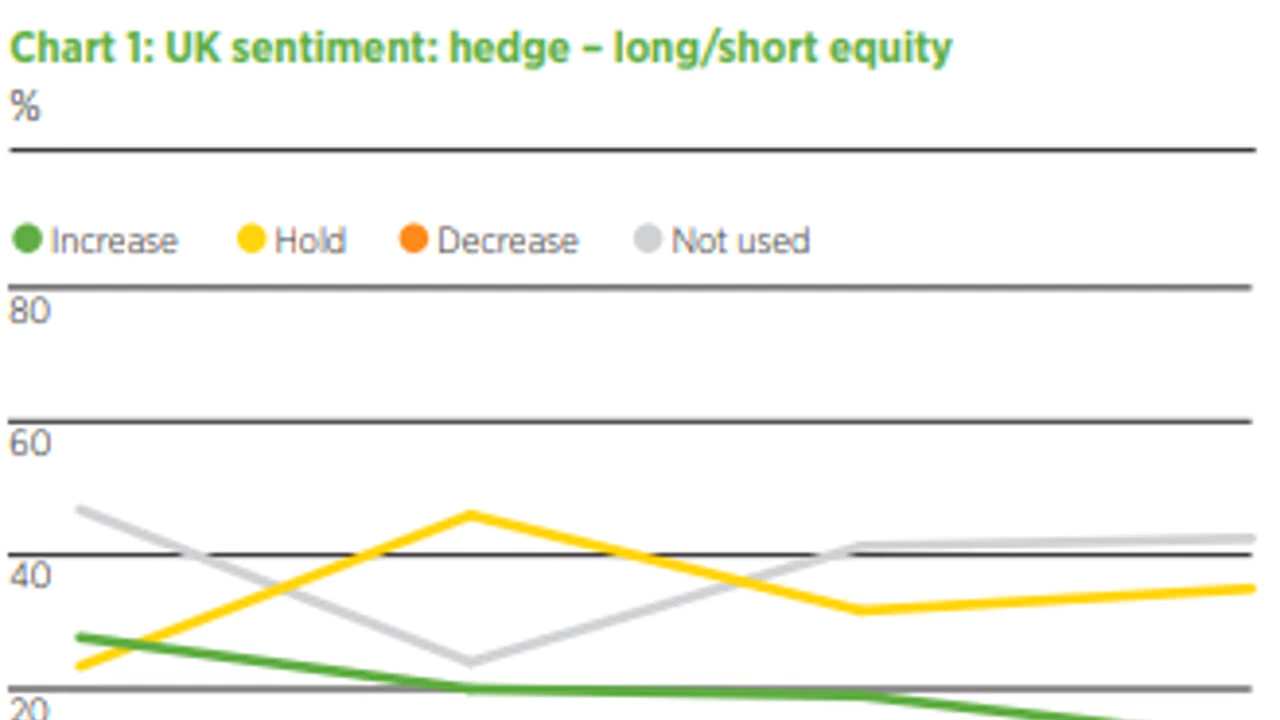 Chart 1: UK sentiment: hedge – long/short equity
%
Increase Hold Decrease Not used
80
60
40
20